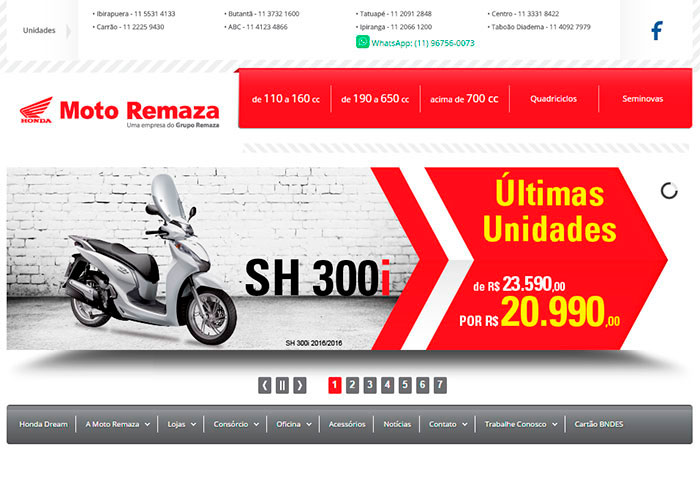 Unidades
• Ibirapuera - 11 5531 4133
• Butantã - 11 3732 1600
• Tatuapé - 11 2091 2848
• Centro - 11 3331 8422
• Carrão - 11 2225 9430
• ABC - 11 4123 4866
• Ipiranga - 11 2066 1200
• Taboão Diadema - 11 4092 7979
WhatsApp: (11) 96756-0073
f
HONDA
Moto Remaza
Uma empresa do Grupo Remaza
de 110 a 160 cc
de 190 a 650 cc
acima de 700 cc
Quadriciclos
Seminovas
SH 300i
SH 300i 2016/2016
Últimas
Unidades
de R$ 23.590,00
POR R$ 20.990,00
1 2 3 4 5 6 7
Honda Dream
A Moto Remaza
Lojas
Consórcio
Oficina
Acessórios
Notícias
Contato
Trabalhe Conosco
Cartão BNDES